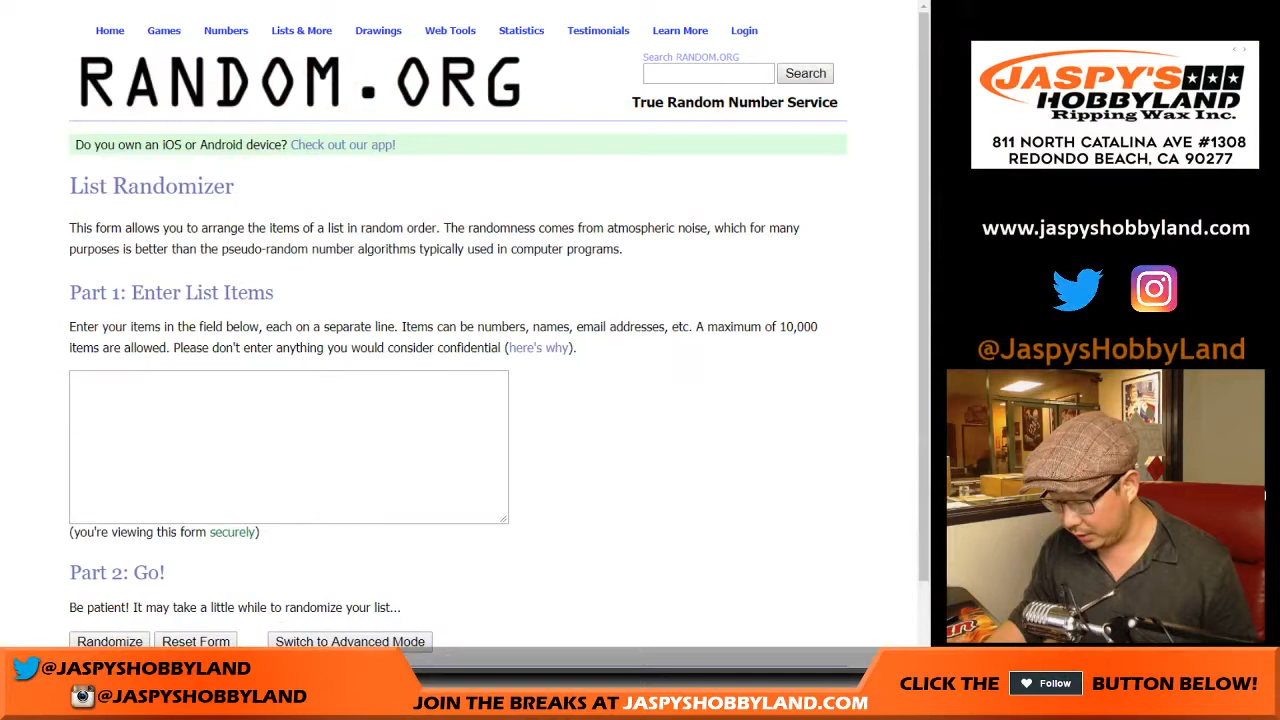 Home Games Numbers Lists & More Drawings Web Tools Statistics Testimonials Learn More Login
RANDOM.ORG
Search RANDOM.ORG
Search
True Random Number Service
Do you own an iOS or Android device? Check out our app!
List Randomizer
This form allows you to arrange the items of a list in random order. The randomness comes from atmospheric noise, which for many
purposes is better than the pseudo-random number algorithms typically used in computer programs.
Part 1: Enter List Items
Enter your items in the field below, each on a separate line. Items can be numbers, names, email addresses, etc. A maximum of 10,000
items are allowed. Please don't enter anything you would consider confidential (here's why).
(you're viewing this form securely)
Part 2: Go!
Be patient! It may take a little while to randomize your list...
Randomize Reset Form Switch to Advanced Mode
JASPY'S
HOBBYLAND
Ripping Wax Inc.
811 NORTH CATALINA AVE #1308
REDONDO BEACH, CA 90277
www.jaspyshobbyland.com
@JaspysHobbyLand
@JASPYSHOBBYLAND
@JASPYSHOBBYLAND
JOIN THE BREAKS AT JASPYSHOBBYLAND.COM
CLICK THE Follow BUTTON BELOW!